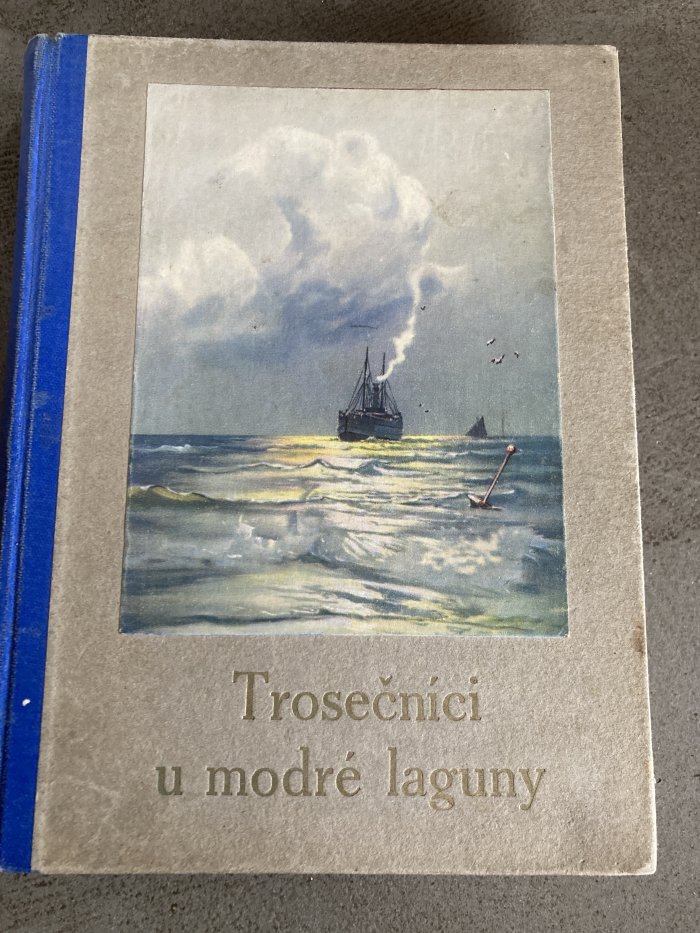 Trosečníci
u modré laguny